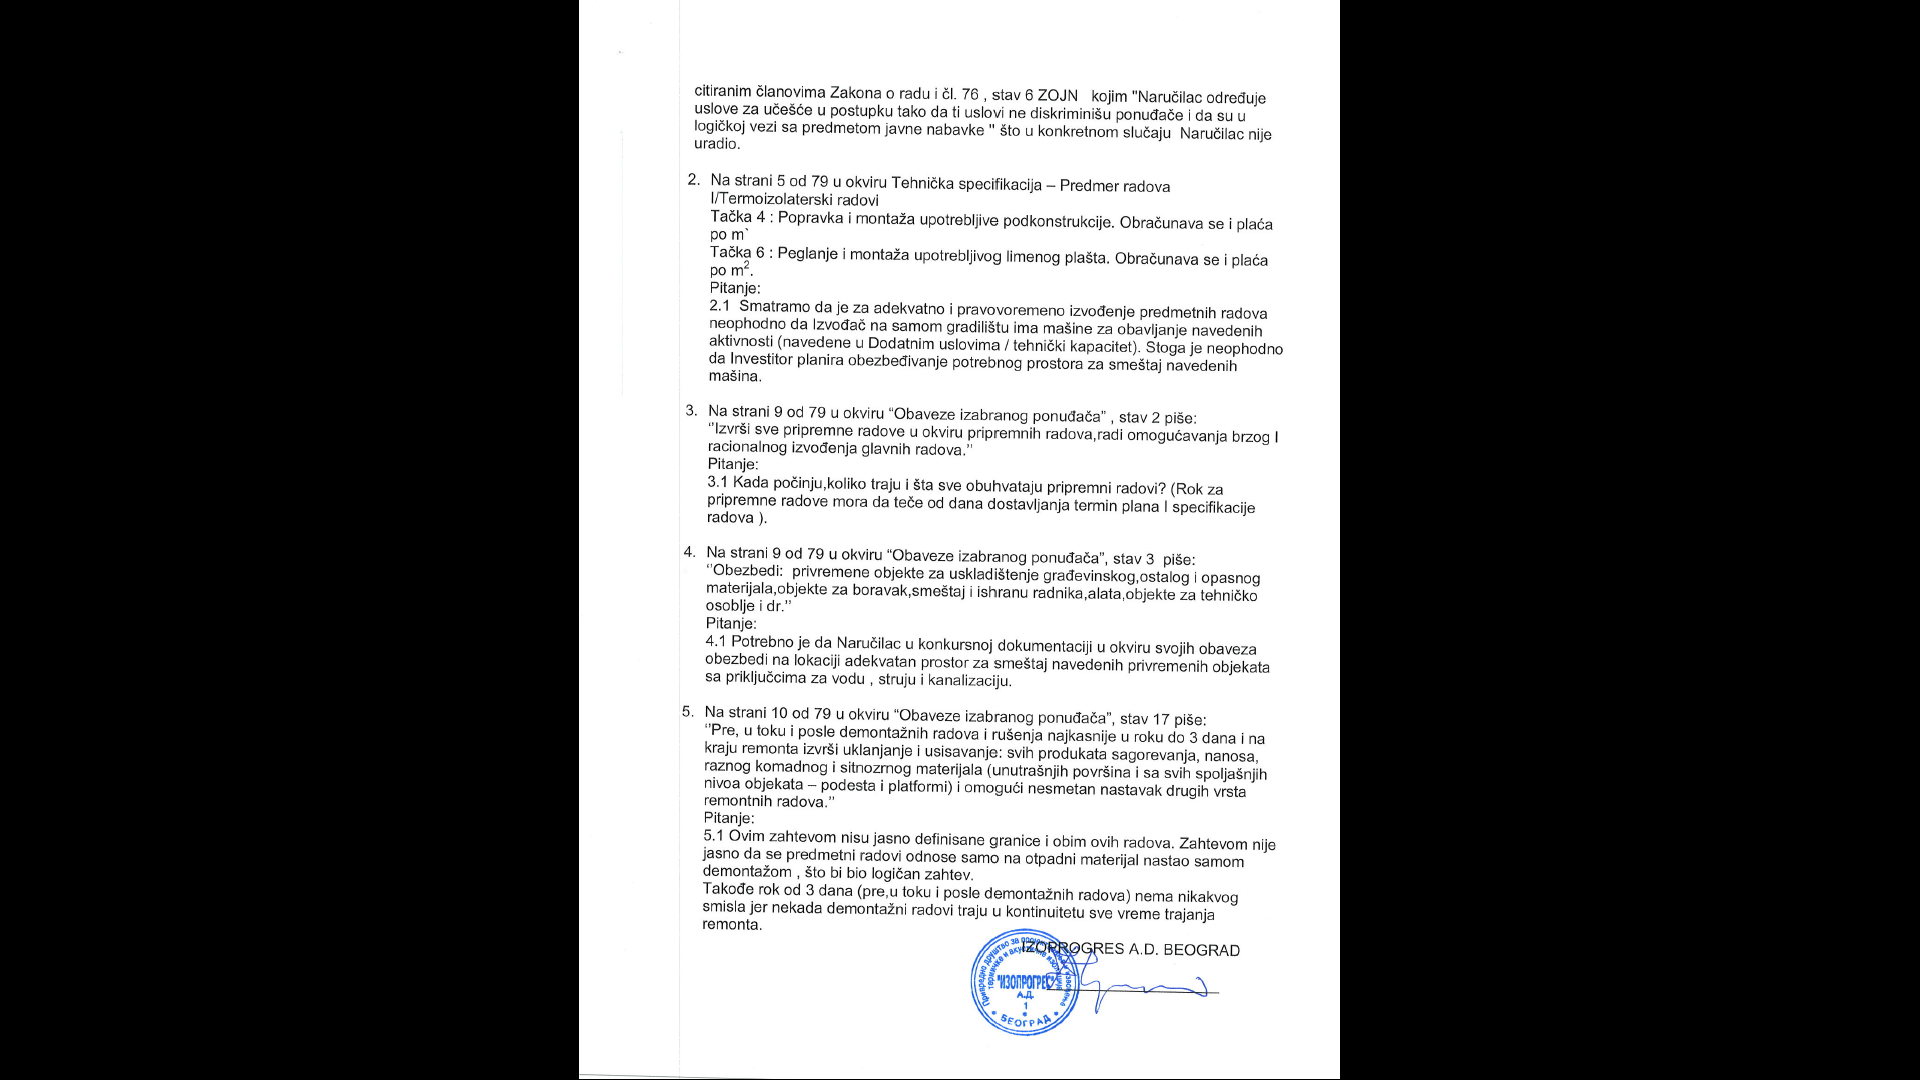 citiranim članovima Zakona o radu i čl. 76 , stav 6 ZOJN kojim "Naručilac određuje
uslove za učešće u postupku tako da ti uslovi ne diskriminišu ponuđače i da su u
logičkoj vezi sa predmetom javne nabavke " što u konkretnom slučaju Naručilac nije
uradio.
2. Na strani 5 od 79 u okviru Tehnička specifikacija – Predmer radova
I/Termoizolaterski radovi
Tačka 4 : Popravka i montaža upotrebljive podkonstrukcije. Obračunava se i plaća
po m`
Tačka 6 : Peglanje i montaža upotrebljivog limenog plašta. Obračunava se i plaća
po m².
Pitanje:
2.1 Smatramo da je za adekvatno i pravovoremeno izvođenje predmetnih radova
neophodno da Izvođač na samom gradilištu ima mašine za obavljanje navedenih
aktivnosti (navedene u Dodatnim uslovima / tehnički kapacitet). Stoga je neophodno
da Investitor planira obezbeđivanje potrebnog prostora za smeštaj navedenih
mašina.
3. Na strani 9 od 79 u okviru “Obaveze izabranog ponuđača” , stav 2 piše:
‘’Izvrši sve pripremne radove u okviru pripremnih radova,radi omogućavanja brzog I
racionalnog izvođenja glavnih radova.’’
Pitanje:
3.1 Kada počinju,koliko traju i šta sve obuhvataju pripremni radovi? (Rok za
pripremne radove mora da teče od dana dostavljanja termin plana I specifikacije
radova ).
4. Na strani 9 od 79 u okviru “Obaveze izabranog ponuđača”, stav 3 piše:
‘’Obezbedi: privremene objekte za uskladištenje građevinskog,ostalog i opasnog
materijala,objekte za boravak,smeštaj i ishranu radnika,alata,objekte za tehničko
osoblje i dr.’’
Pitanje:
4.1 Potrebno je da Naručilac u konkursnoj dokumentaciji u okviru svojih obaveza
obezbedi na lokaciji adekvatan prostor za smeštaj navedenih privremenih objekata
sa priključcima za vodu , struju i kanalizaciju.
5. Na strani 10 od 79 u okviru “Obaveze izabranog ponuđača”, stav 17 piše:
‘’Pre, u toku i posle demontažnih radova i rušenja najkasnije u roku do 3 dana i na
kraju remonta izvrši uklanjanje i usisavanje: svih produkata sagorevanja, nanosa,
raznog komadnog i sitnozrnog materijala (unutrašnjih površina i sa svih spoljašnjih
nivoa objekata – podesta i platformi) i omogući nesmetan nastavak drugih vrsta
remontnih radova.’’
Pitanje:
5.1 Ovim zahtevom nisu jasno definisane granice i obim ovih radova. Zahtevom nije
jasno da se predmetni radovi odnose samo na otpadni materijal nastao samom
demontažom , što bi bio logičan zahtev.
Takođe rok od 3 dana (pre,u toku i posle demontažnih radova) nema nikakvog
smisla jer nekada demontažni radovi traju u kontinuitetu sve vreme trajanja
remonta.
IZOPROGRES A.D. BEOGRAD
"ИЗОПРОГРЕС"
А.Д.
1
БЕОГРАД